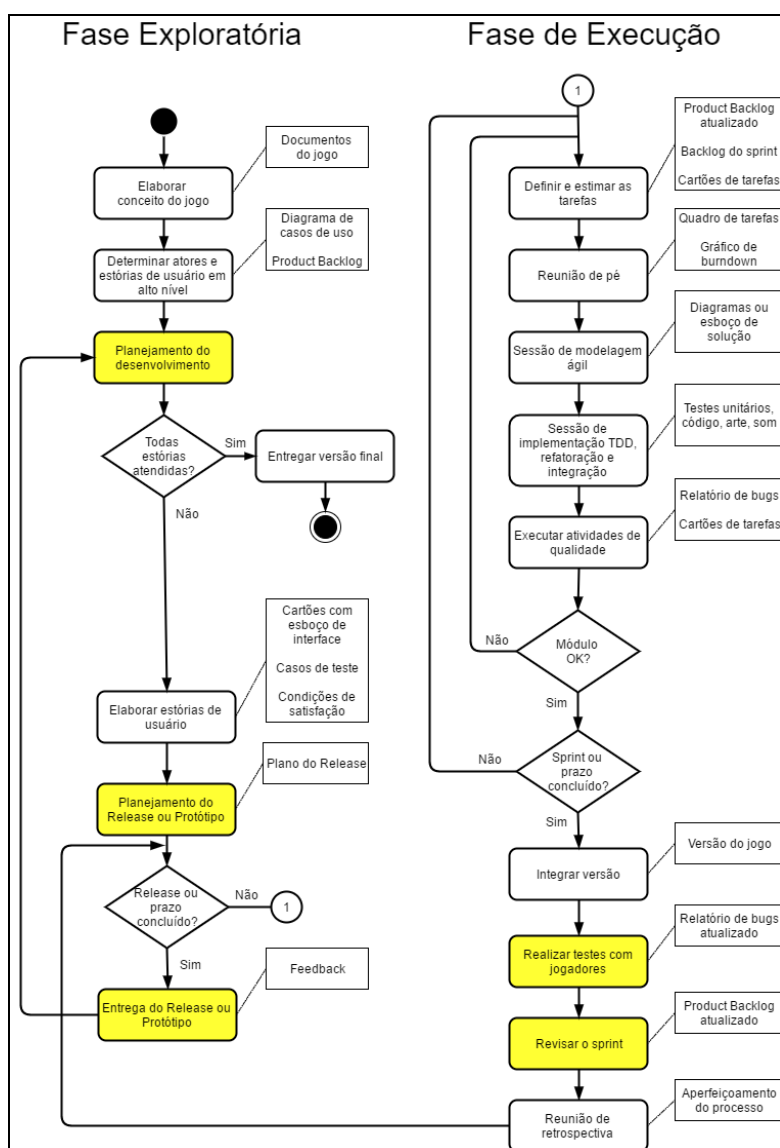 Fase Exploratória
Documentos
do jogo
Elaborar
conceito do jogo
Diagrama de
casos de uso
Product Backlog
Determinar atores e
estórias de usuário em
alto nível
Planejamento do
desenvolvimento
Todas
estórias
atendidas?
Sim
Entregar versão final
Não
Cartões com
esboço de
interface
Casos de teste
Condições de
satisfação
Elaborar estórias de
usuário
Plano do Release
Planejamento do
Release ou Protótipo
Release ou
prazo
concluído?
Não
1
Sim
Feedback
Entrega do Release ou
Protótipo
Fase de Execução
1
Product Backlog
atualizado
Backlog do sprint
Cartões de tarefas
Definir e estimar as
tarefas
Quadro de tarefas
Gráfico de
burndown
Reunião de pé
Diagramas ou
esboço de
solução
Sessão de modelagem
ágil
Testes unitários,
código, arte, som
Sessão de
implementação TDD,
refatoração e
integração
Relatório de bugs
Cartões de tarefas
Executar atividades de
qualidade
Não
Módulo
OK?
Sim
Não
Sprint ou
prazo
concluído?
Sim
Versão do jogo
Integrar versão
Relatório de bugs
atualizado
Realizar testes com
jogadores
Product Backlog
atualizado
Revisar o sprint
Aperfeiçoamento
do processo
Reunião de
retrospectiva